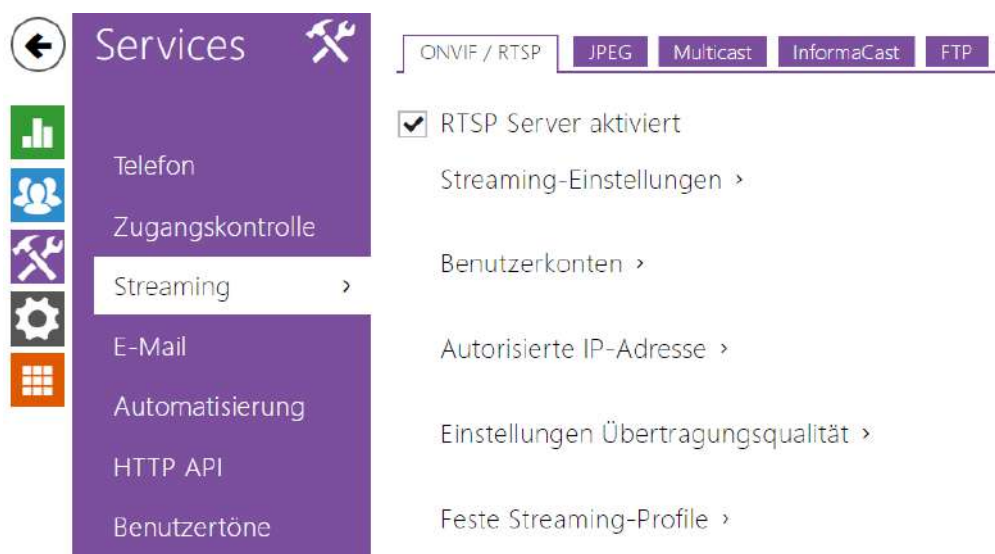 Services
Telefon
Zugangskontrolle
Streaming
E-Mail
Automatisierung
HTTP API
Benutzertöne
ONVIF / RTSP
JPEG
Multicast
InformaCast
FTP
RTSP Server aktiviert
Streaming-Einstellungen ›
Benutzerkonten ›
Autorisierte IP-Adresse ›
Einstellungen Übertragungsqualität ›
Feste Streaming-Profile ›